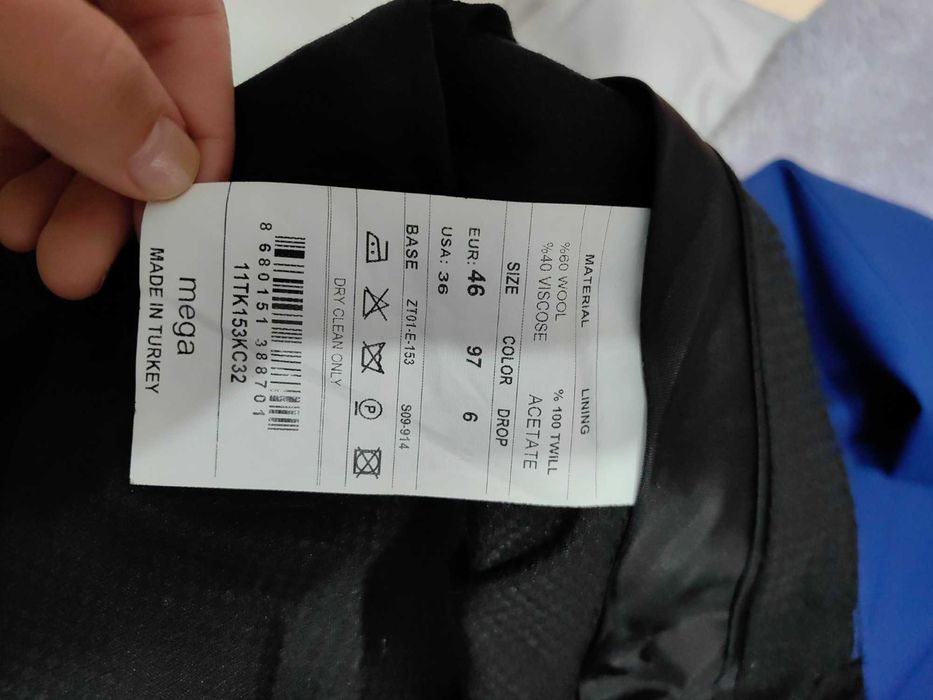 MATERIAL LINING
%60 WOOL % 100 TWILL
%40 VISCOSE ACETATE
SIZE COLOR DROP
EUR: 46 97 6
USA: 36
BASE ZT01-E-153 S09-914
P
DRY CLEAN ONLY
8 680151 388701
11TK153KC32
mega
MADE IN TURKEY